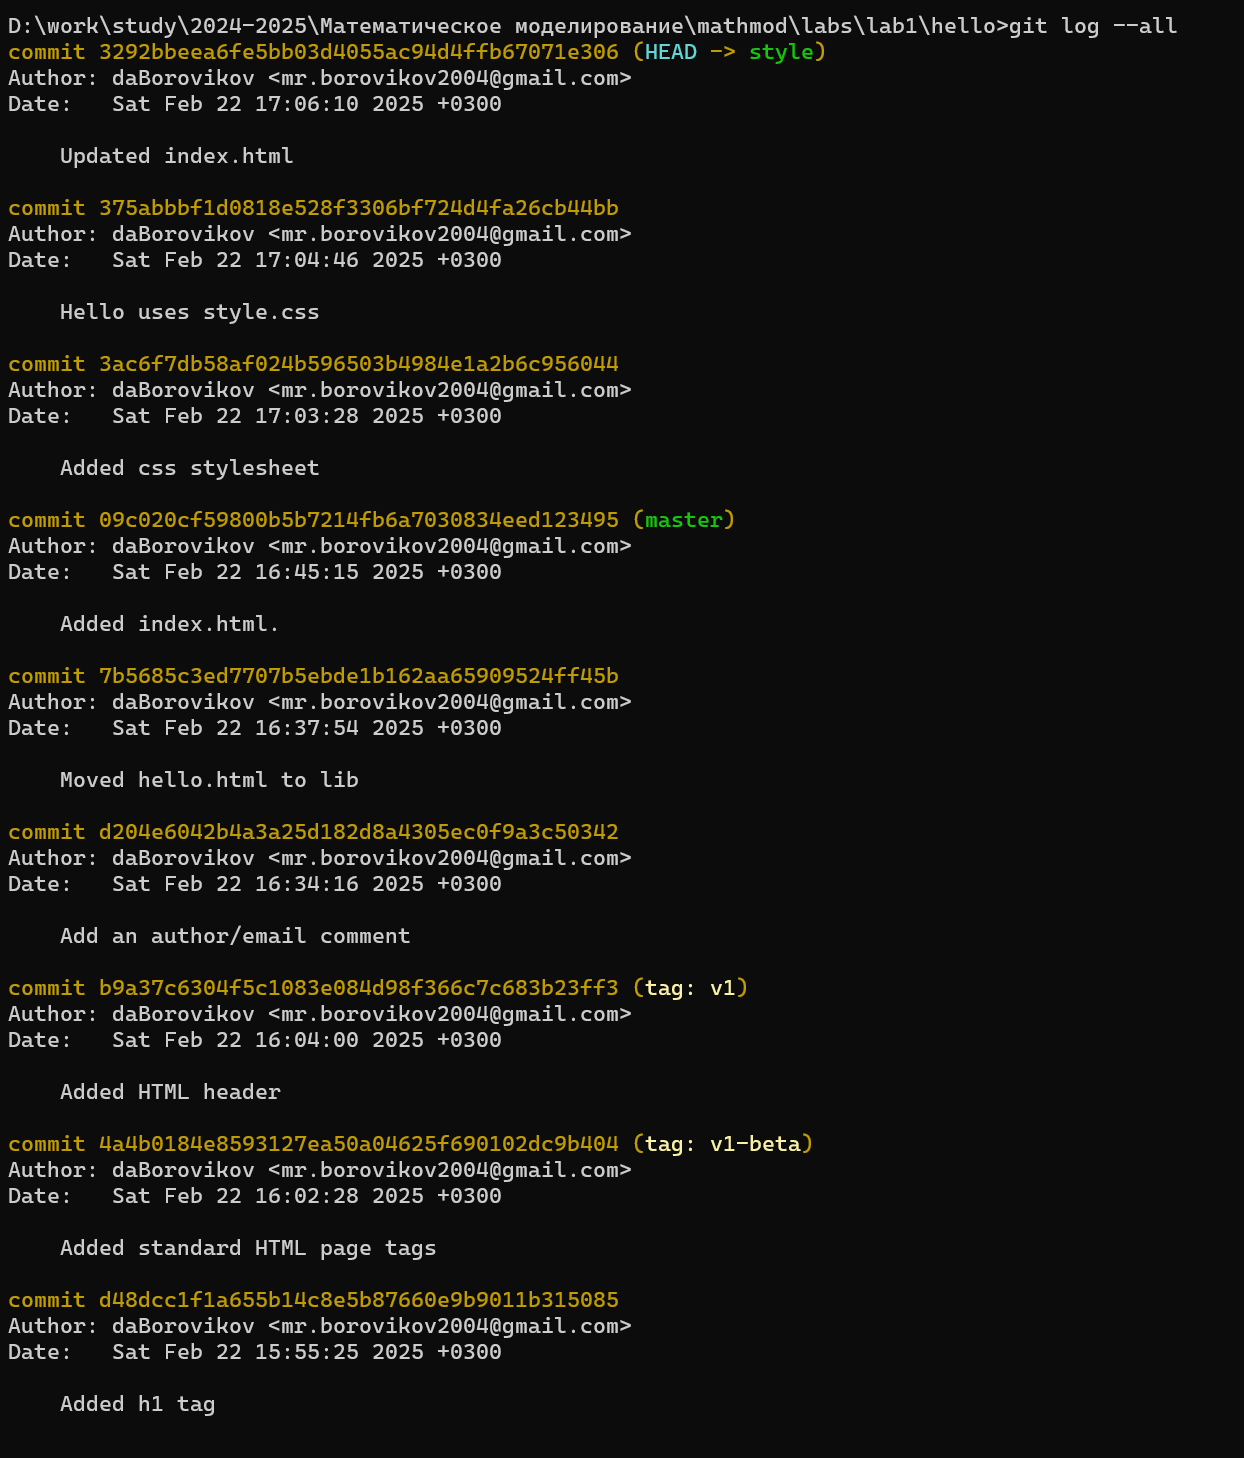 D:\work\study\2024-2025\Математическое моделирование\mathmod\labs\lab1\hello>git log --all
commit 3292bbeea6fe5bb03d4055ac94d4ffb67071e306 (HEAD -> style)
Author: daBorovikov <mr.borovikov2004@gmail.com>
Date:   Sat Feb 22 17:06:10 2025 +0300

    Updated index.html

commit 375abbbf1d0818e528f3306bf724d4fa26cb44bb
Author: daBorovikov <mr.borovikov2004@gmail.com>
Date:   Sat Feb 22 17:04:46 2025 +0300

    Hello uses style.css

commit 3ac6f7db58af024b596503b4984e1a2b6c956044
Author: daBorovikov <mr.borovikov2004@gmail.com>
Date:   Sat Feb 22 17:03:28 2025 +0300

    Added css stylesheet

commit 09c020cf59800b5b7214fb6a7030834eed123495 (master)
Author: daBorovikov <mr.borovikov2004@gmail.com>
Date:   Sat Feb 22 16:45:15 2025 +0300

    Added index.html.

commit 7b5685c3ed7707b5ebde1b162aa65909524ff45b
Author: daBorovikov <mr.borovikov2004@gmail.com>
Date:   Sat Feb 22 16:37:54 2025 +0300

    Moved hello.html to lib

commit d204e6042b4a3a25d182d8a4305ec0f9a3c50342
Author: daBorovikov <mr.borovikov2004@gmail.com>
Date:   Sat Feb 22 16:34:16 2025 +0300

    Add an author/email comment

commit b9a37c6304f5c1083e084d98f366c7c683b23ff3 (tag: v1)
Author: daBorovikov <mr.borovikov2004@gmail.com>
Date:   Sat Feb 22 16:04:00 2025 +0300

    Added HTML header

commit 4a4b0184e8593127ea50a04625f690102dc9b404 (tag: v1-beta)
Author: daBorovikov <mr.borovikov2004@gmail.com>
Date:   Sat Feb 22 16:02:28 2025 +0300

    Added standard HTML page tags

commit d48dcc1f1a655b14c8e5b87660e9b9011b315085
Author: daBorovikov <mr.borovikov2004@gmail.com>
Date:   Sat Feb 22 15:55:25 2025 +0300

    Added h1 tag